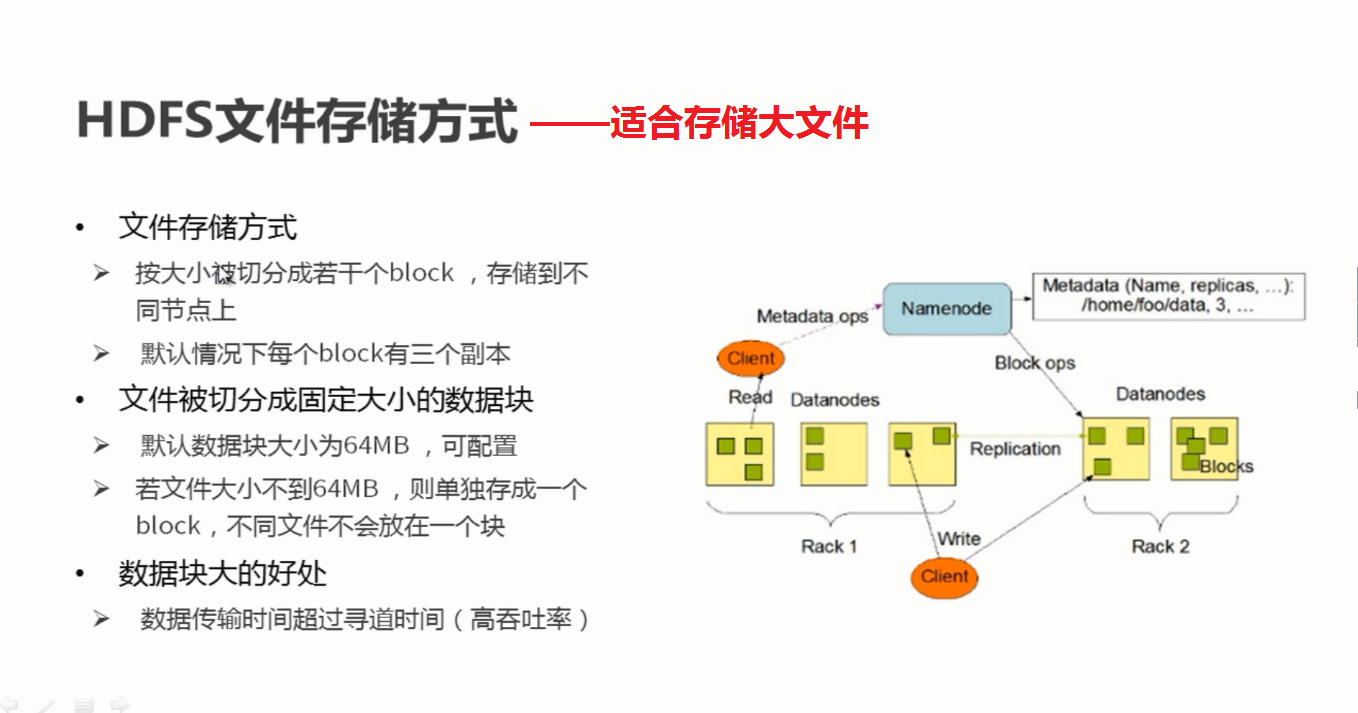 HDFS文件存储方式 ——适合存储大文件
• 文件存储方式
➢ 按大小被切分成若干个block ，存储到不
同节点上
➢ 默认情况下每个block有三个副本
• 文件被切分成固定大小的数据块
➢ 默认数据块大小为64MB ，可配置
➢ 若文件大小不到64MB ，则单独存成一个
block，不同文件不会放在一个块
• 数据块大的好处
➢ 数据传输时间超过寻道时间（高吞吐率）
Metadata (Name, replicas, …):
/home/foo/data, 3, …
Namenode
Metadata ops
Client
Block ops
Read
Datanodes
Datanodes
Replication
Blocks
Write
Rack 1
Rack 2
Client